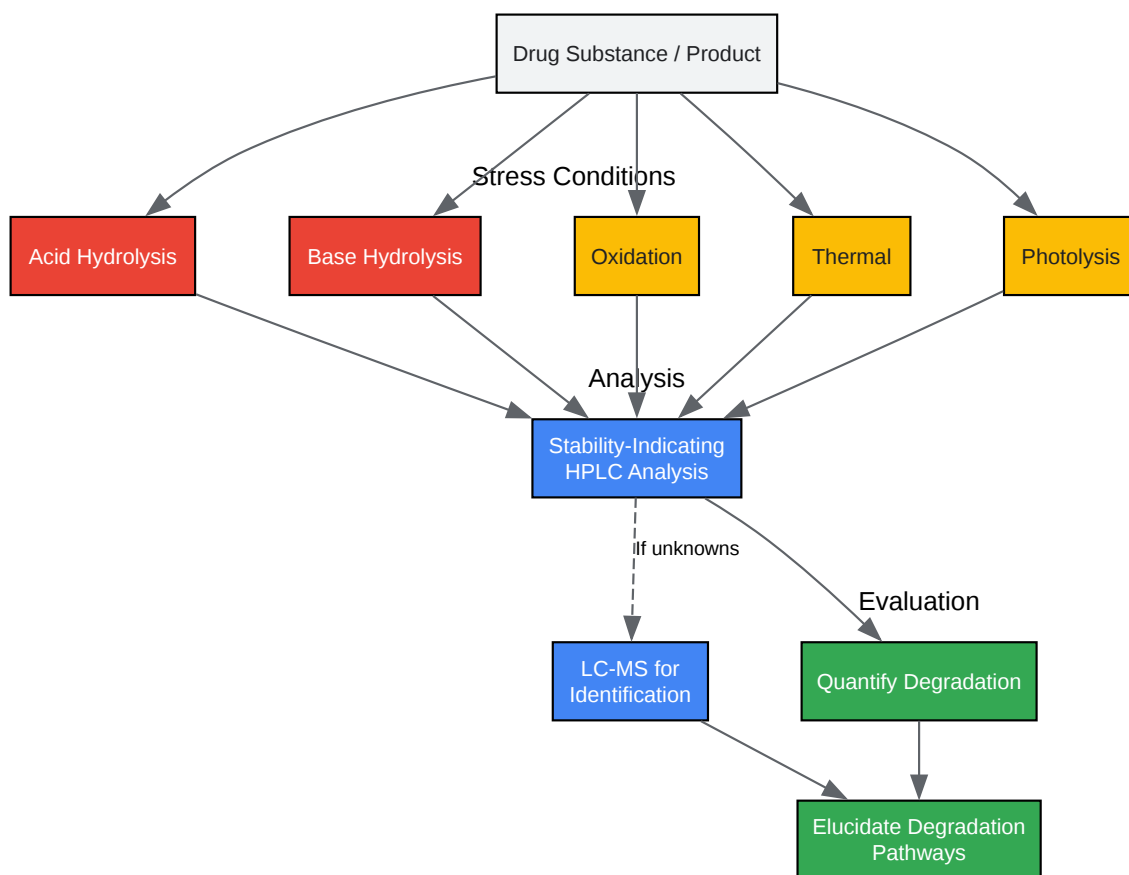 Drug Substance / Product
Stress Conditions
Acid Hydrolysis
Base Hydrolysis
Oxidation
Thermal
Photolysis
Analysis
Stability-Indicating
HPLC Analysis
If unknowns
Evaluation
LC-MS for
Identification
Quantify Degradation
Elucidate Degradation
Pathways